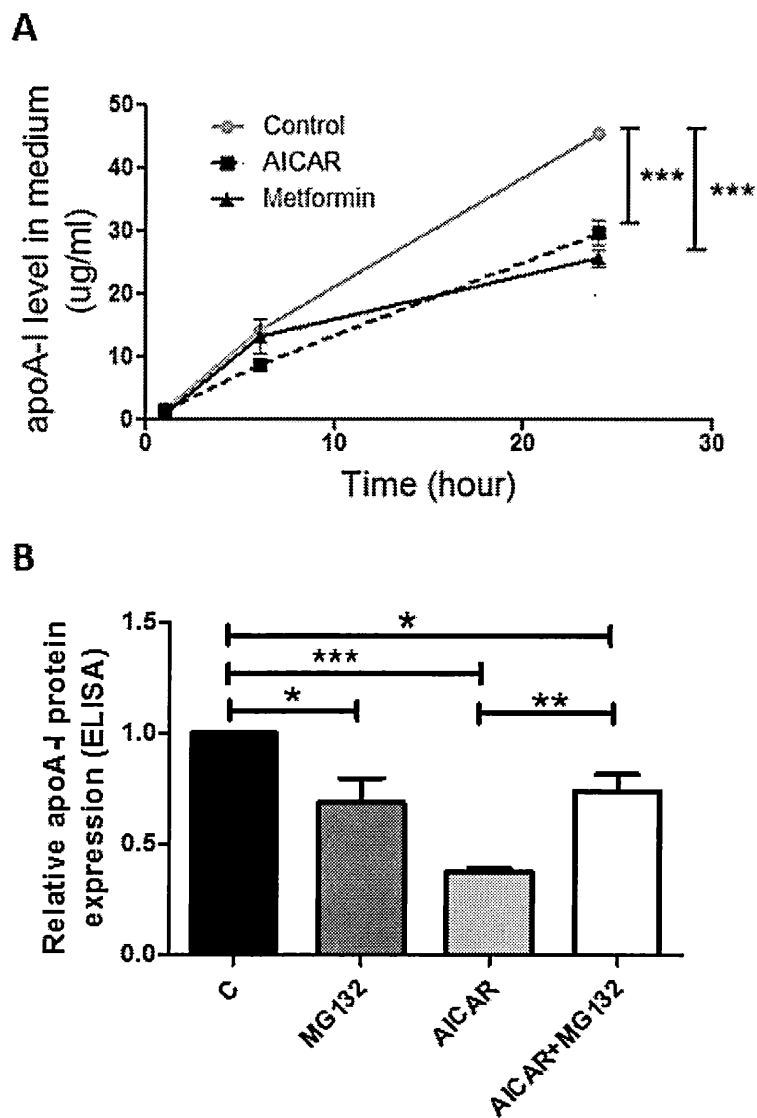 A
apoA-I level in medium
(ug/ml)
50
40
30
20
10
0
Control
AICAR
Metformin
***
***
0
10
20
30
Time (hour)
B
Relative apoA-I protein
expression (ELISA)
1.5
1.0
0.5
0.0
*
***
*
**
C
MG132
AICAR
AICAR+MG132